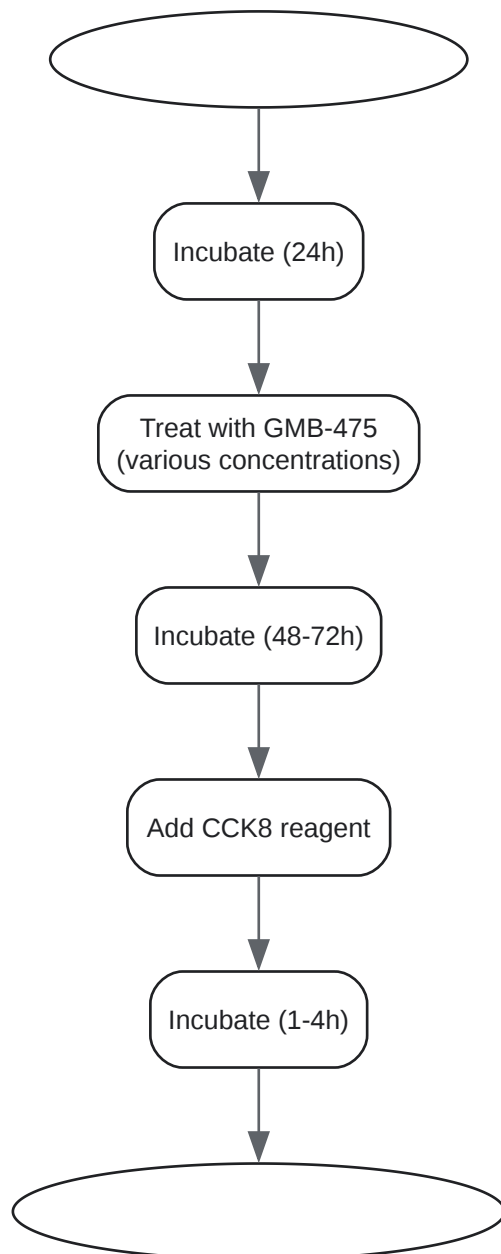 Incubate (24h)
Treat with GMB-475
(various concentrations)
Incubate (48-72h)
Add CCK8 reagent
Incubate (1-4h)